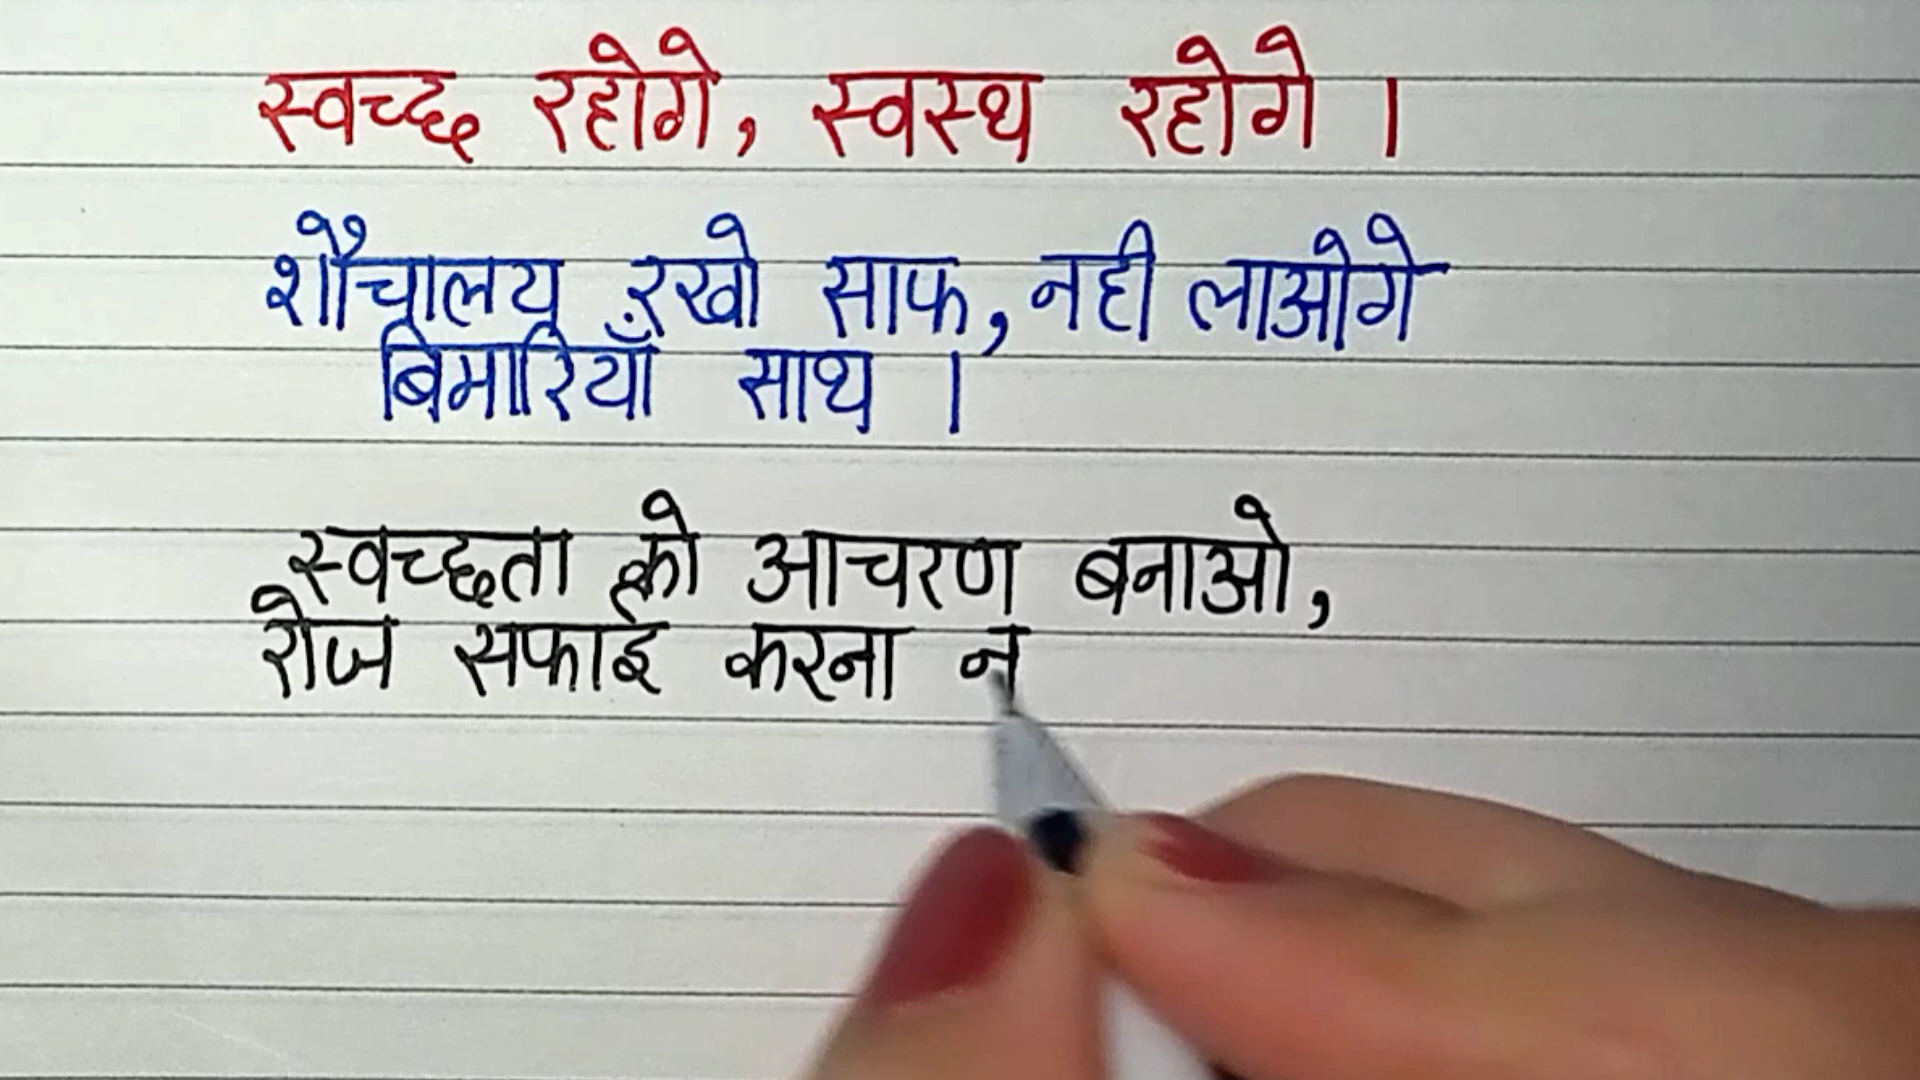 स्वच्छ रहोगे, स्वस्थ रहोगे ।
शौचालय रखो साफ, नही लाओगे
बिमारियाँ साथ ।
स्वच्छता को आचरण बनाओ,
रोज सफाई करना न